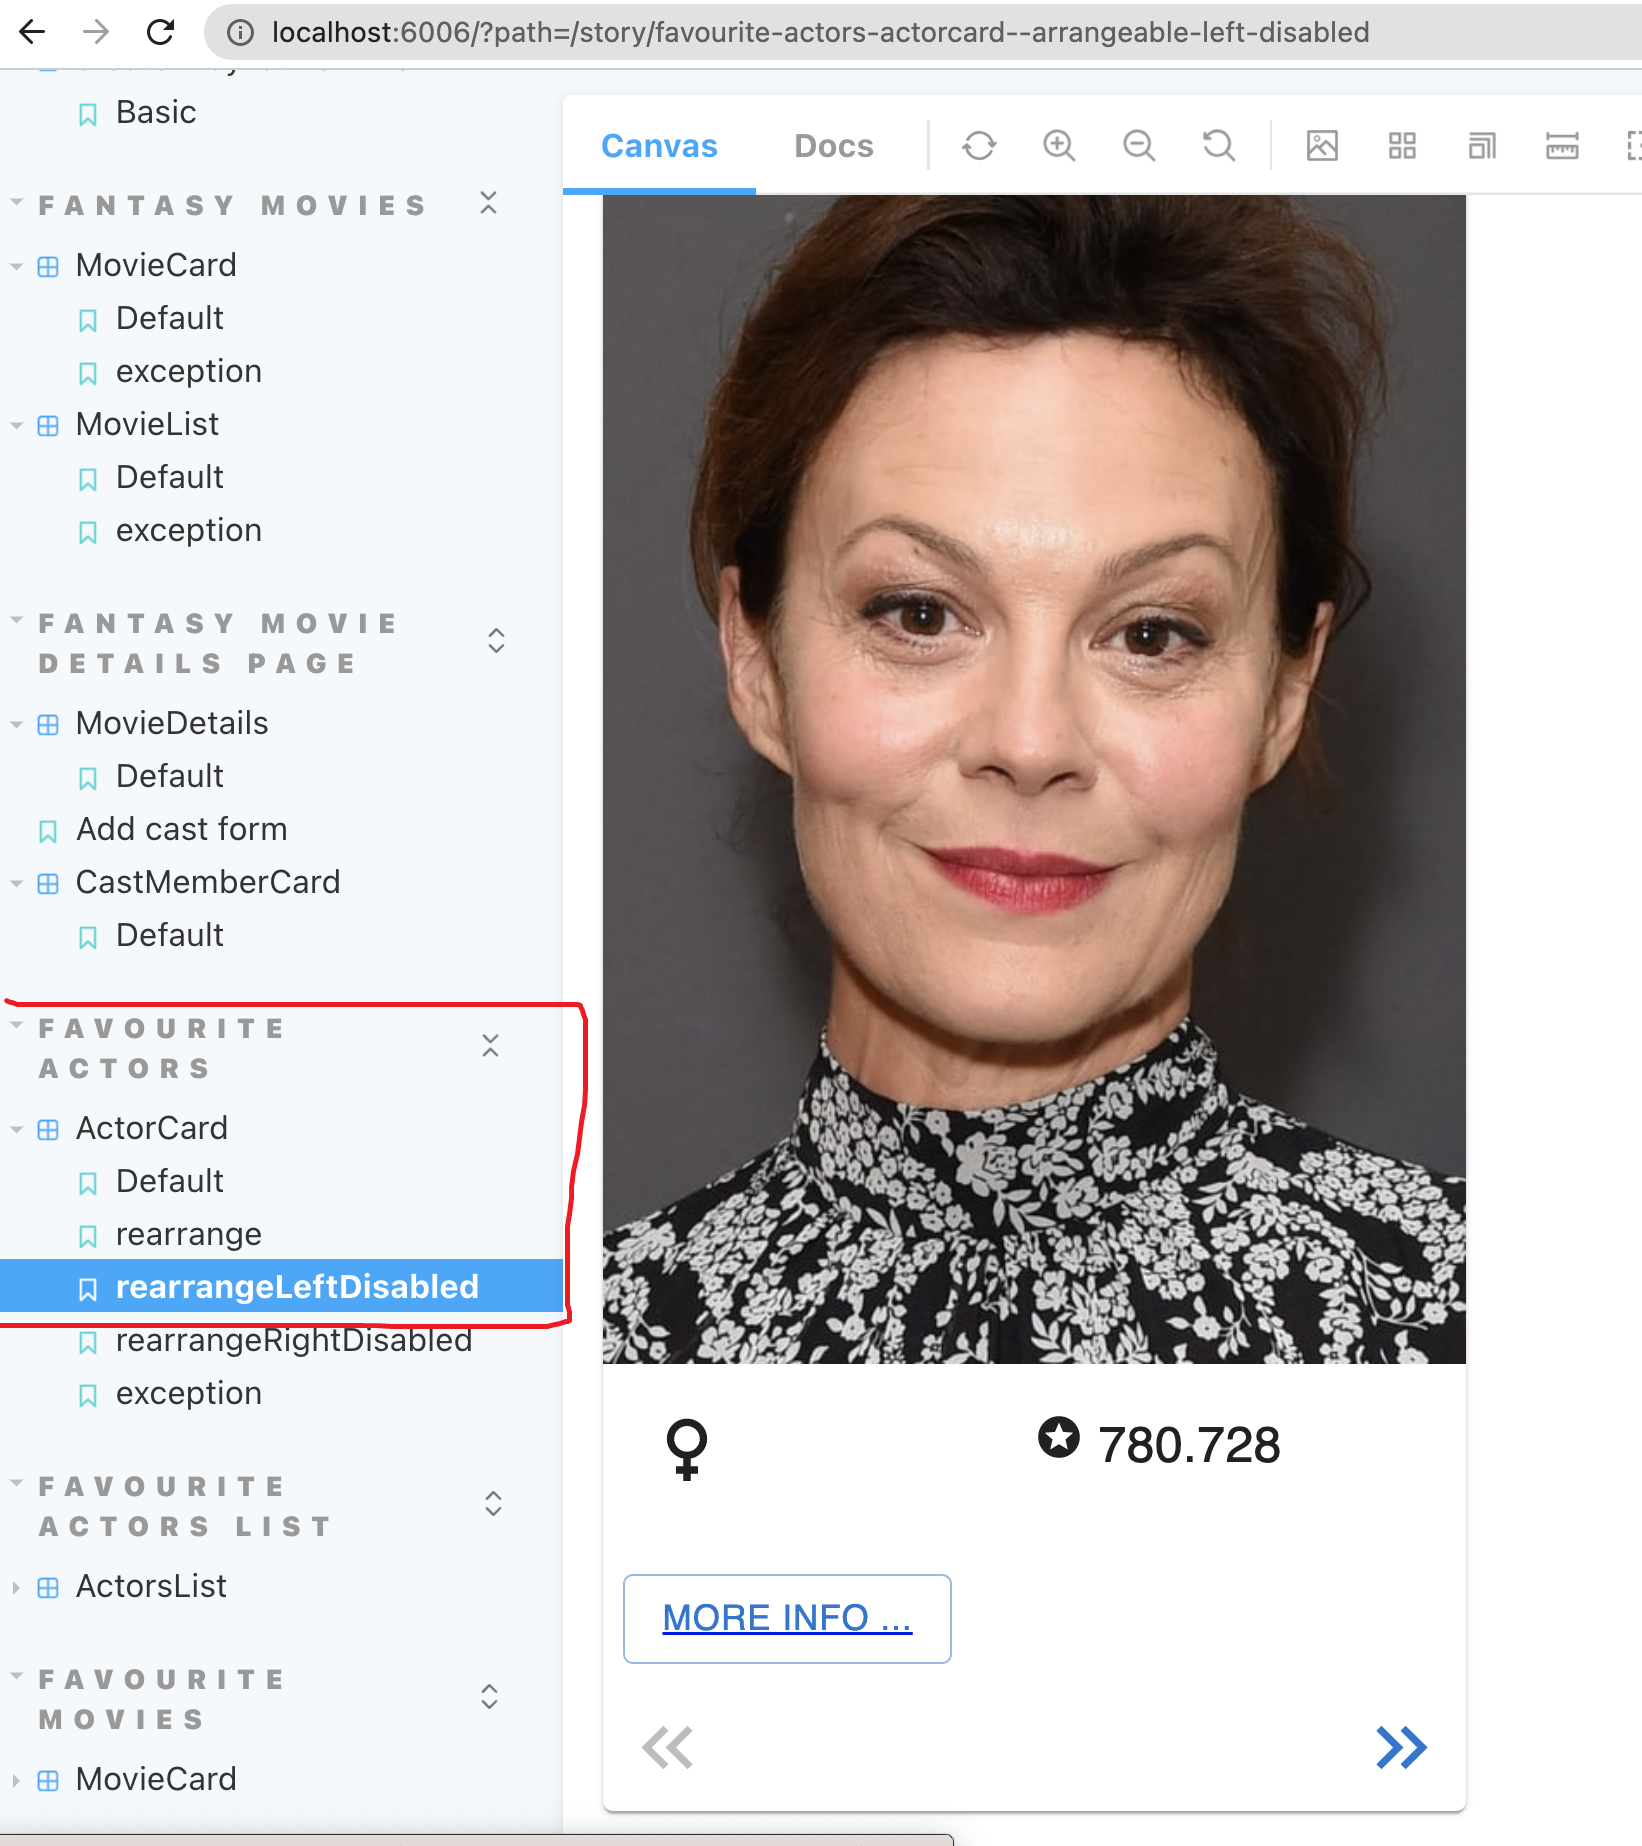 localhost:6006/?path=/story/favourite-actors-actorcard--arrangeable-left-disabled
Basic
FANTASY MOVIES
MovieCard
Default
exception
MovieList
Default
exception
FANTASY MOVIE
DETAILS PAGE
MovieDetails
Default
Add cast form
CastMemberCard
Default
FAVOURITE
ACTORS
ActorCard
Default
rearrange
rearrangeLeftDisabled
rearrangeRightDisabled
exception
FAVOURITE
ACTORS LIST
ActorsList
FAVOURITE
MOVIES
MovieCard
Canvas Docs
780.728
MORE INFO ...